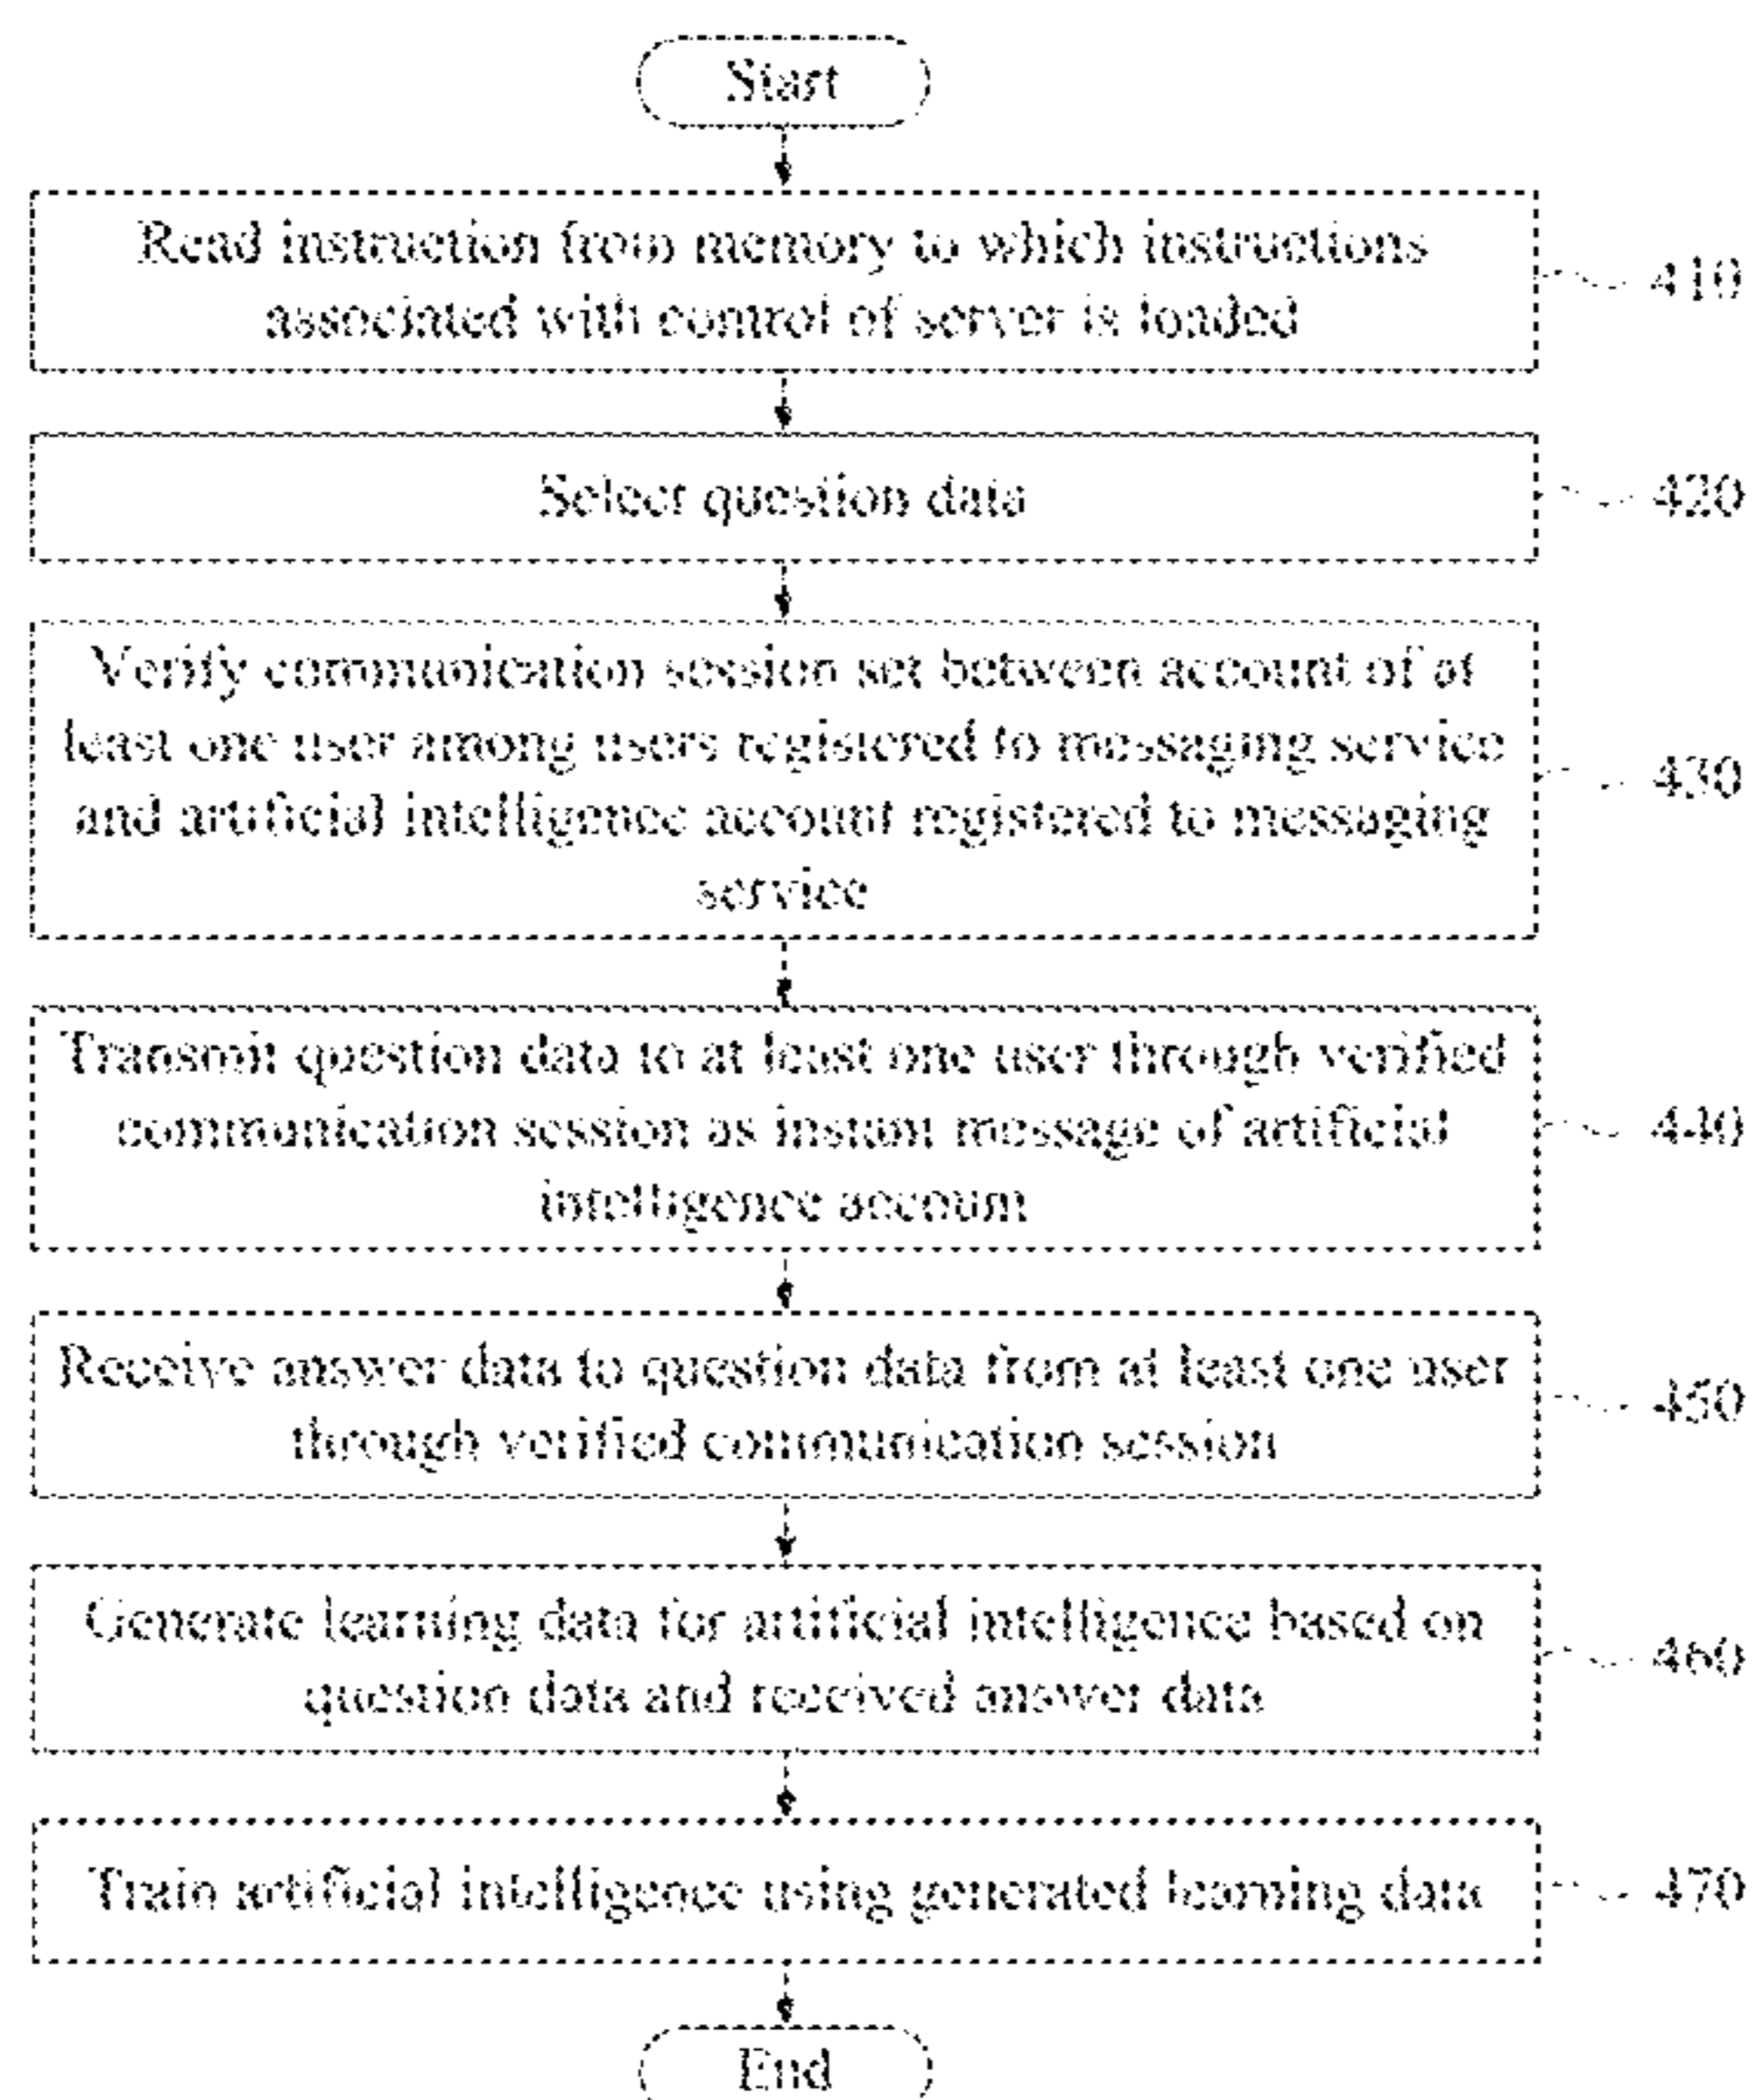 Start
Read instruction from memory to which instructions
associated with control of server is loaded
410
Select question data
420
Verify communication session set between account of at
least one user among users registered to messaging service
and artificial intelligence account registered to messaging
service
430
Transmit question data to at least one user through verified
communication session as instant message of artificial
intelligence account
440
Receive answer data to question data from at least one user
through verified communication session
450
Generate learning data for artificial intelligence based on
question data and received answer data
460
Train artificial intelligence using generated learning data
470
End